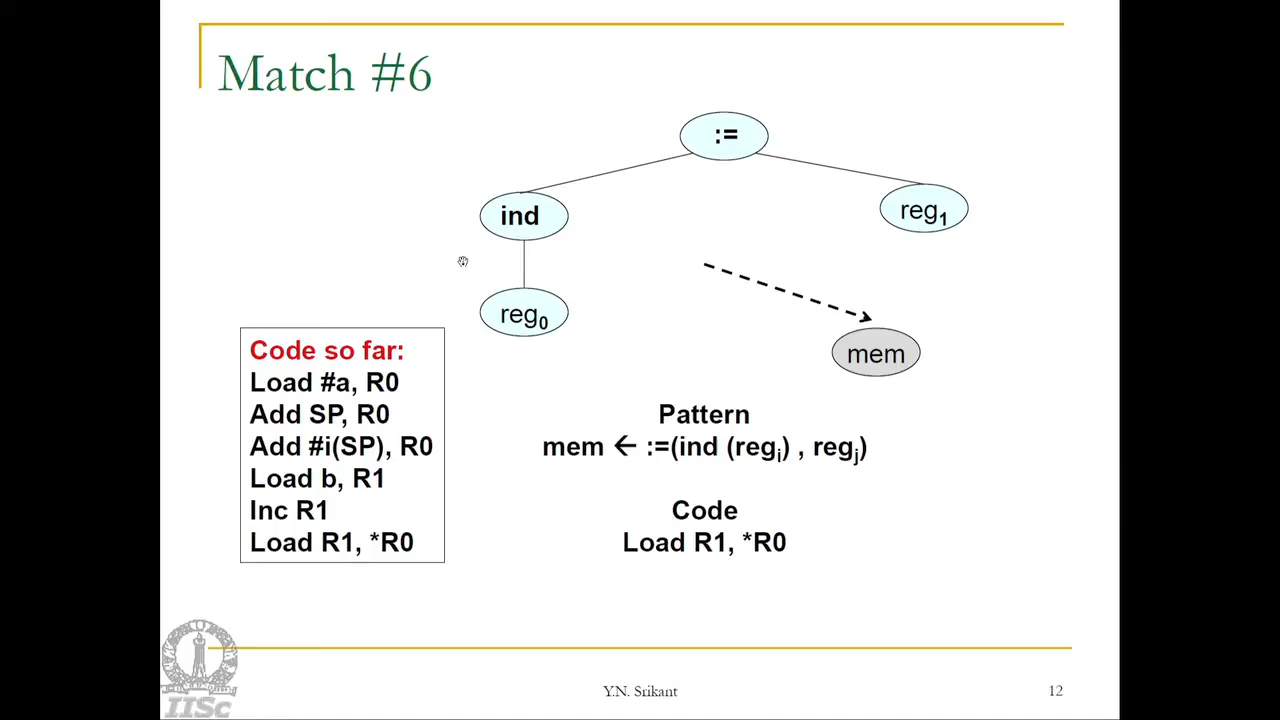 Match #6
:=
ind
reg1
reg0
mem
Code so far:
Load #a, R0
Add SP, R0
Add #i(SP), R0
Load b, R1
Inc R1
Load R1, *R0
Pattern
mem ← :=(ind (regi) , regj)
Code
Load R1, *R0
IISc
Y.N. Srikant
12